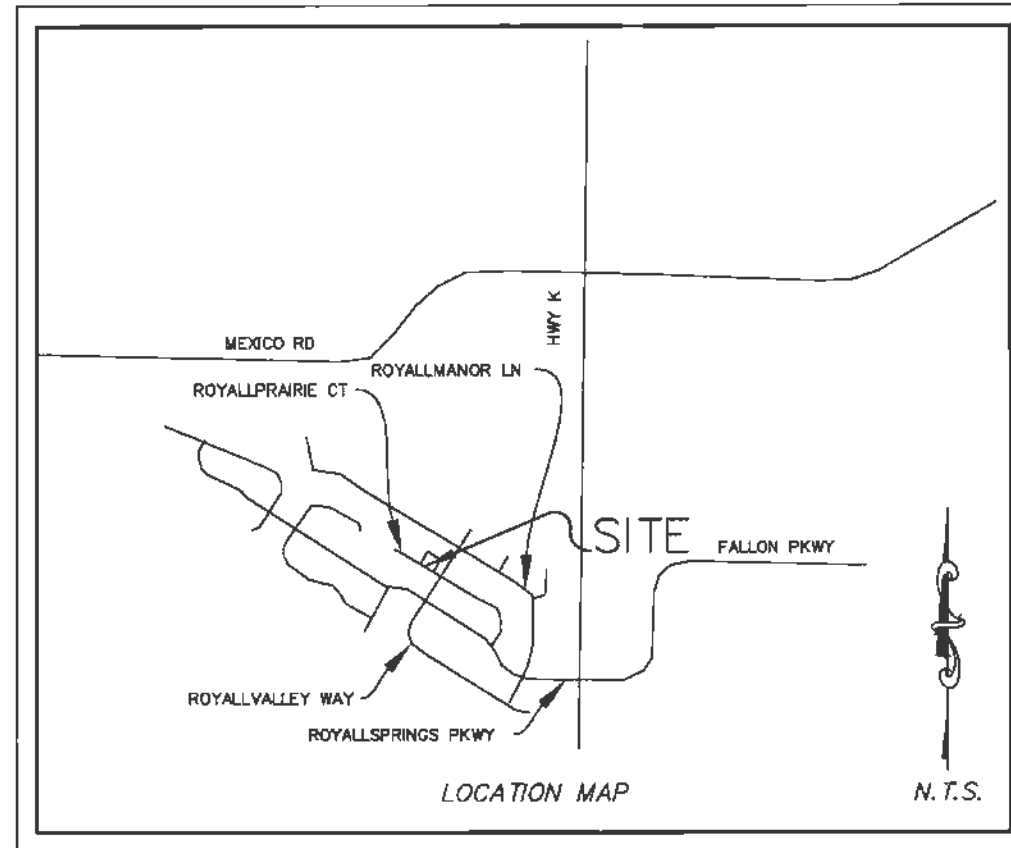 MEXICO RD
HWY K
ROYALLMANOR LN
ROYALLPRAIRIE CT
SITE
FALLON PKWY
ROYALLVALLEY WAY
ROYALLSPRINGS PKWY
LOCATION MAP
N.T.S.